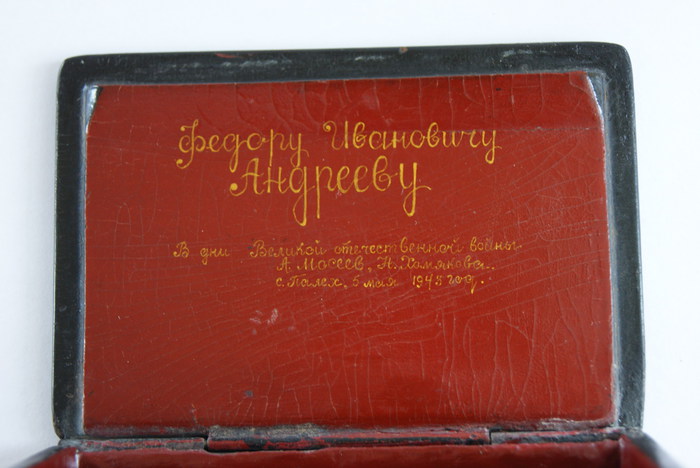 Федору Ивановичу
Андрееву
В дни Великой отечественной войны
А. Мосеев, Н. Хомякова.
с. Палех, 5 мая 1943 год.